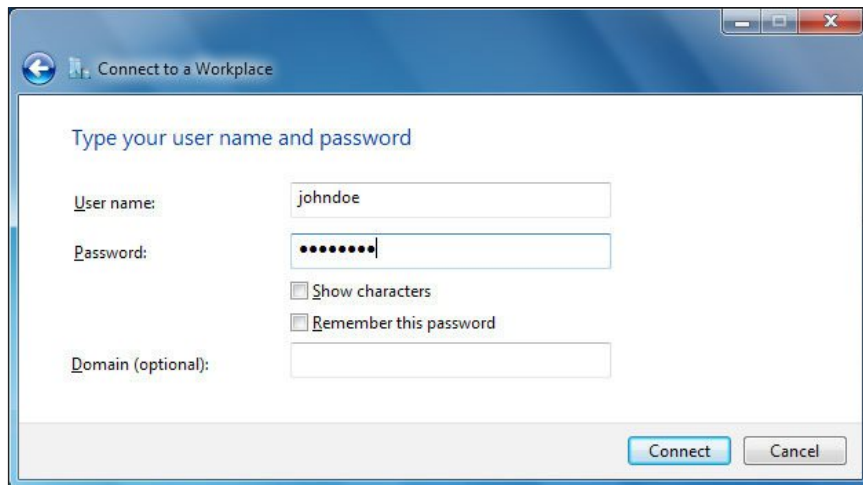 Connect to a Workplace
Type your user name and password
User name: johndoe
Password: ••••••••
Show characters
Remember this password
Domain (optional):
Connect Cancel